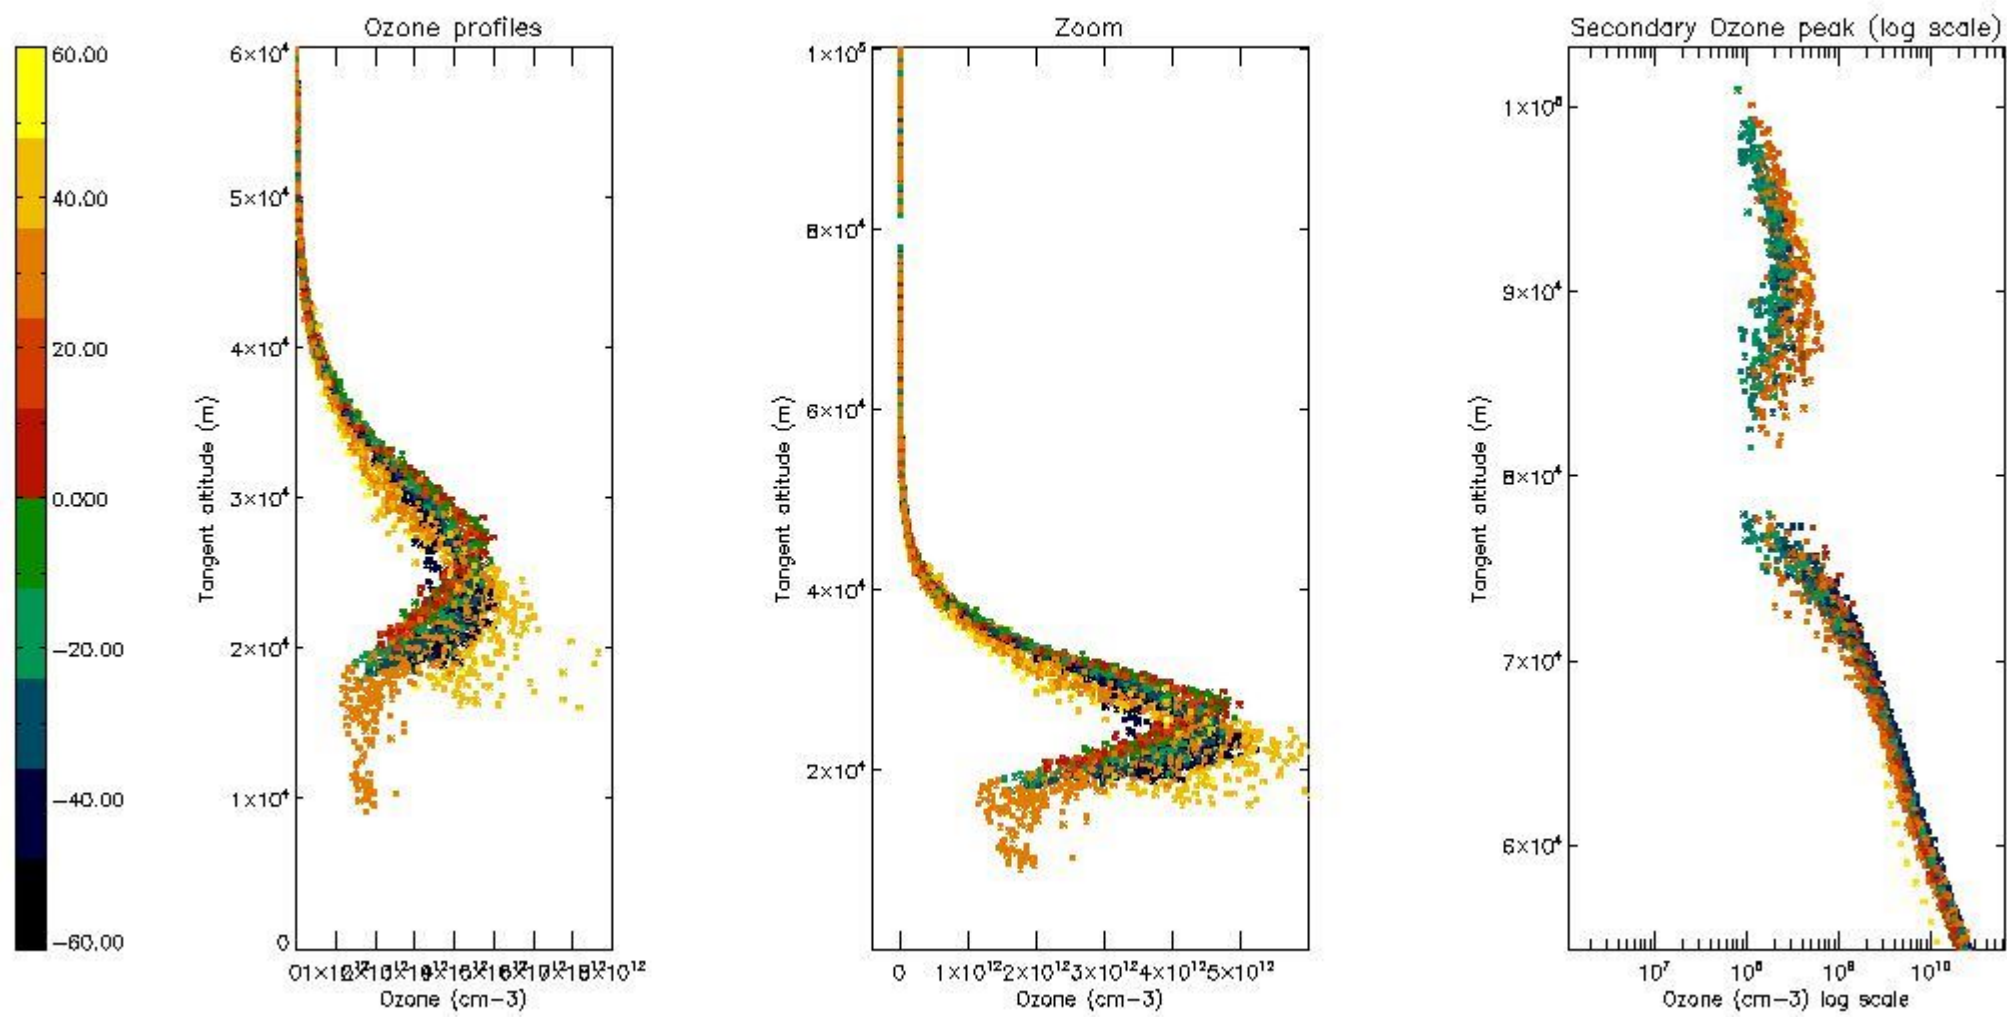 Ozone profiles
Zoom
Secondary Ozone peak (log scale)
60.00
40.00
20.00
0.000
−20.00
−40.00
−60.00
6×10⁴
5×10⁴
4×10⁴
3×10⁴
2×10⁴
1×10⁴
0
Tangent altitude (m)
Ozone (cm−3)
1×10⁵
8×10⁴
6×10⁴
4×10⁴
2×10⁴
Tangent altitude (m)
0 1×10¹² 2×10¹² 3×10¹² 4×10¹² 5×10¹²
Ozone (cm−3)
9×10⁴
8×10⁴
7×10⁴
6×10⁴
Tangent altitude (m)
10⁷ 10⁸ 10⁹ 10¹⁰
Ozone (cm−3) log scale